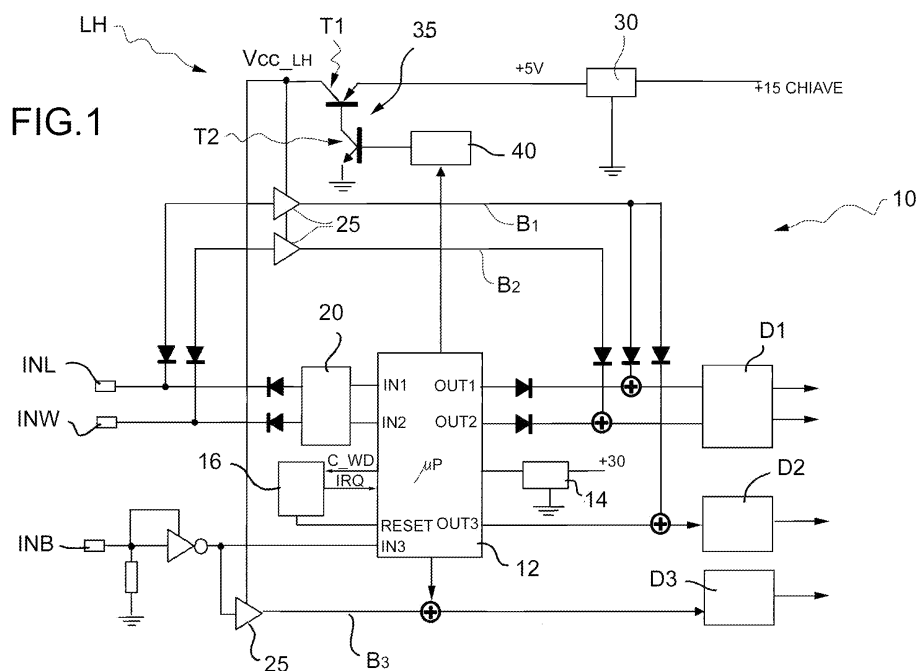 LH
T1
35
30
Vcc_LH
+5V
+15 CHIAVE
FIG.1
T2
40
10
25
B1
B2
20
D1
INL
IN1
OUT1
INW
IN2
OUT2
16
C_WD
μP
+30
IRQ
14
D2
RESET
OUT3
INB
IN3
12
D3
25
B3